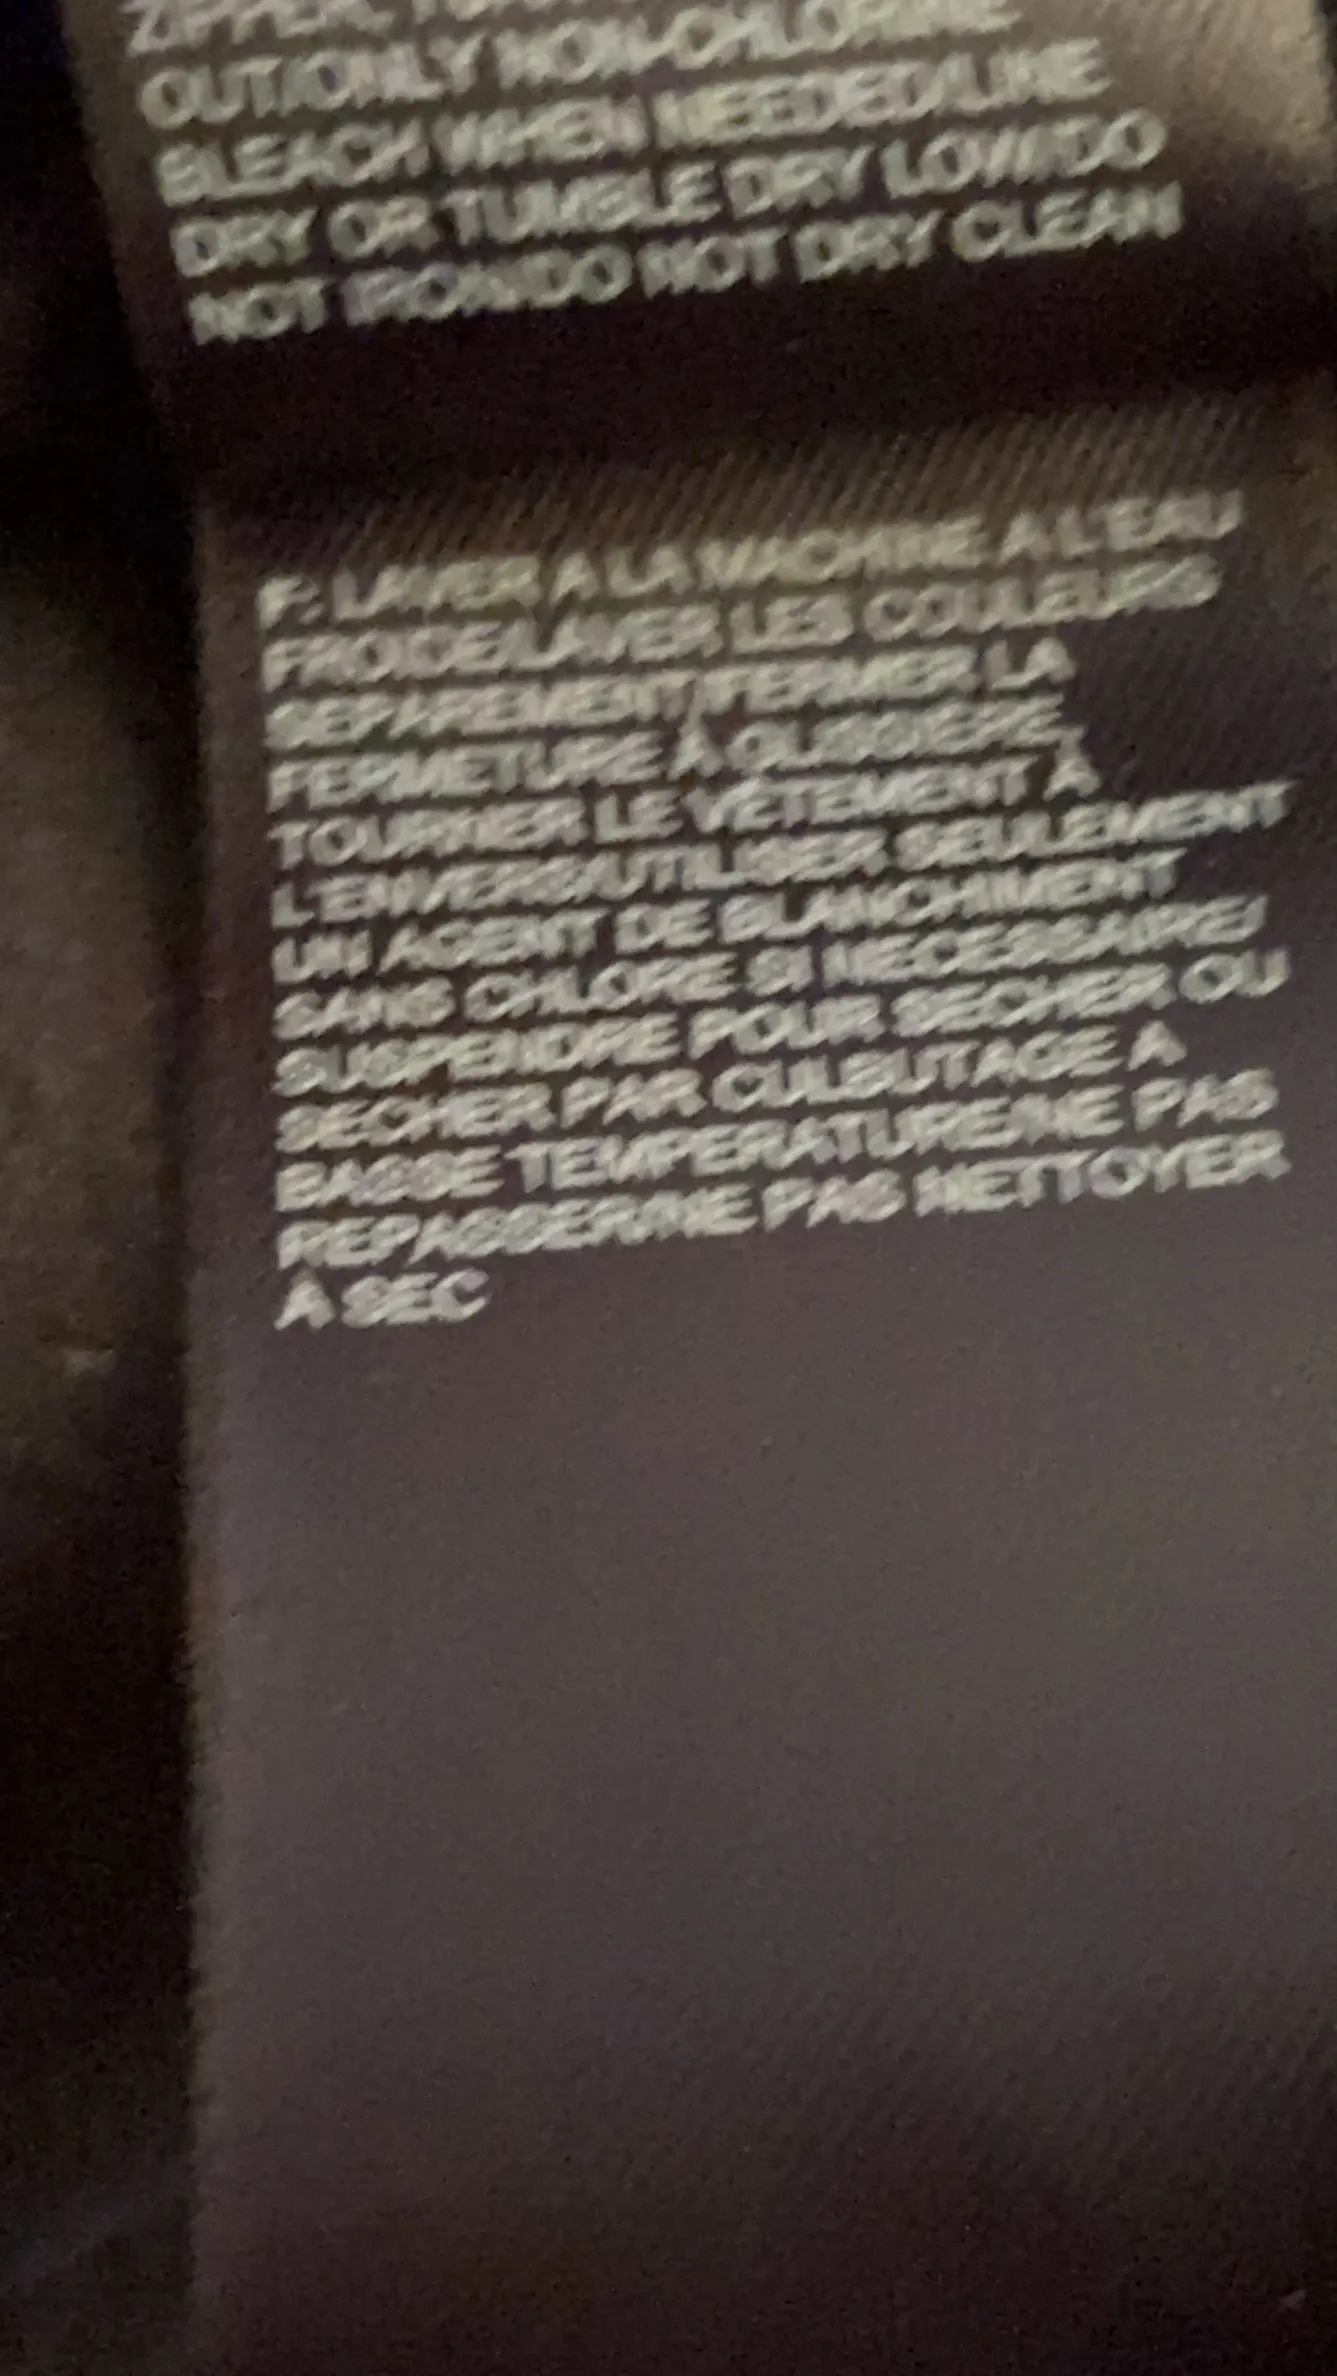 ZIPPER, TURN
OUT/ONLY NON-CHLORINE
BLEACH WHEN NEEDED/LINE
DRY OR TUMBLE DRY LOW/DO
NOT IRON/DO NOT DRY CLEAN
F: LAVER A LA MACHINE A L'EAU
FROIDE/LAVER LES COULEURS
SEPAREMENT/FERMER LA
FERMETURE À GLISSIÈRE,
TOURNER LE VÊTEMENT À
L'ENVERS/UTILISER SEULEMENT
UN AGENT DE BLANCHIMENT
SANS CHLORE SI NECESSAIRE/
SUSPENDRE POUR SECHER OU
SECHER PAR CULBUTAGE A
BASSE TEMPERATURE/NE PAS
REPASSER/NE PAS NETTOYER
À SEC